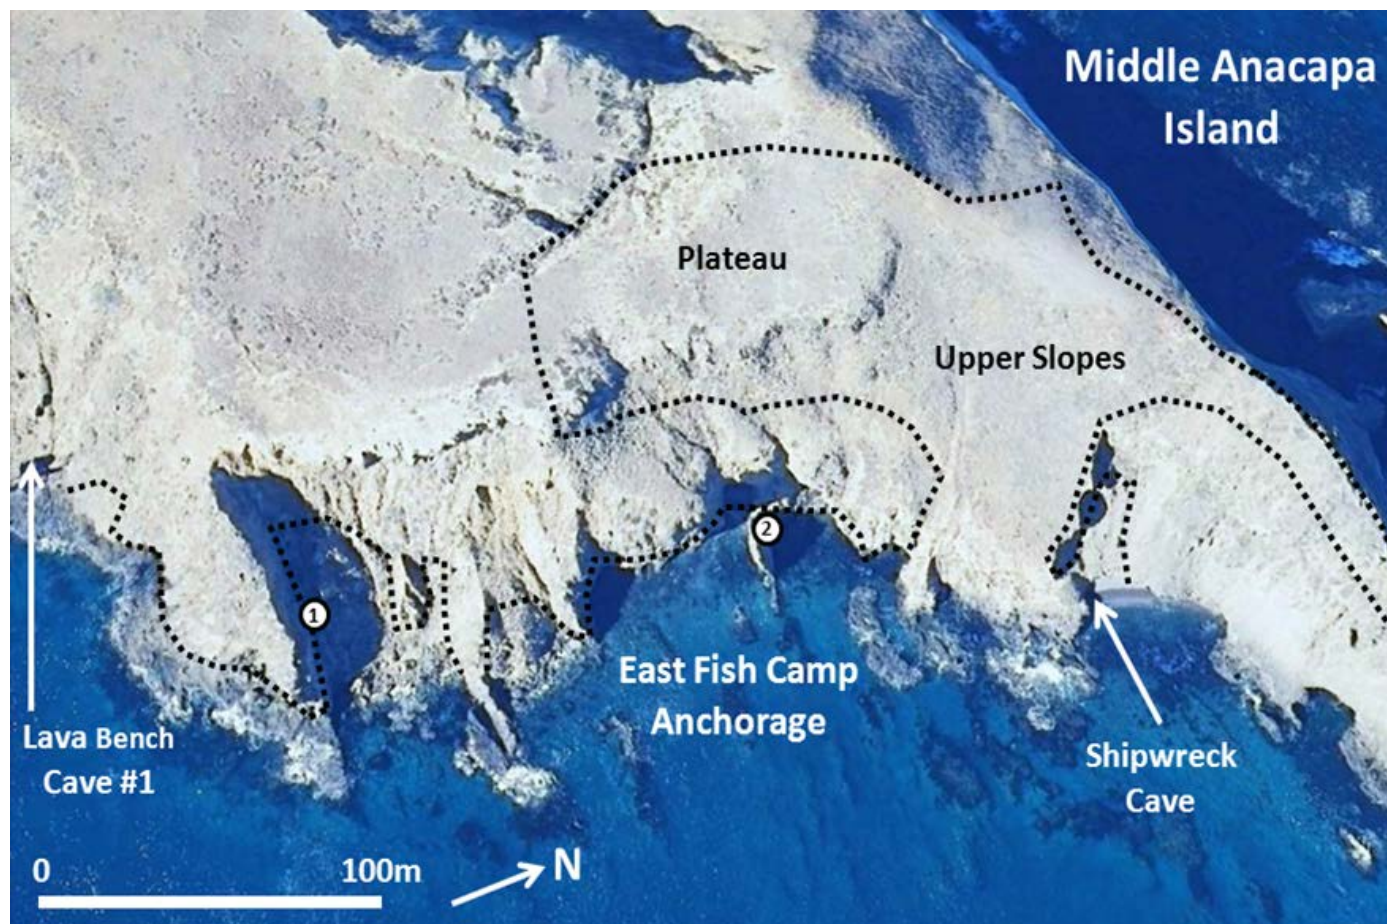 Middle Anacapa
Island
Plateau
Upper Slopes
2
1
East Fish Camp
Anchorage
Lava Bench
Cave #1
Shipwreck
Cave
0
100m
N